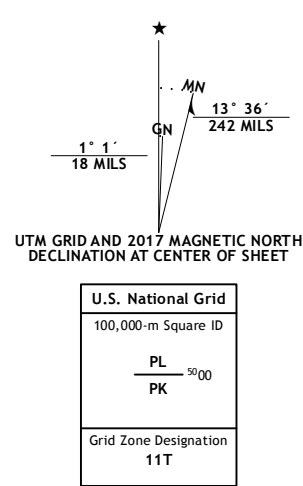 ★
MN
GN
13° 36´
242 MILS
1° 1´
18 MILS
UTM GRID AND 2017 MAGNETIC NORTH
DECLINATION AT CENTER OF SHEET
U.S. National Grid
100,000-m Square ID
PL
5000
PK
Grid Zone Designation
11T